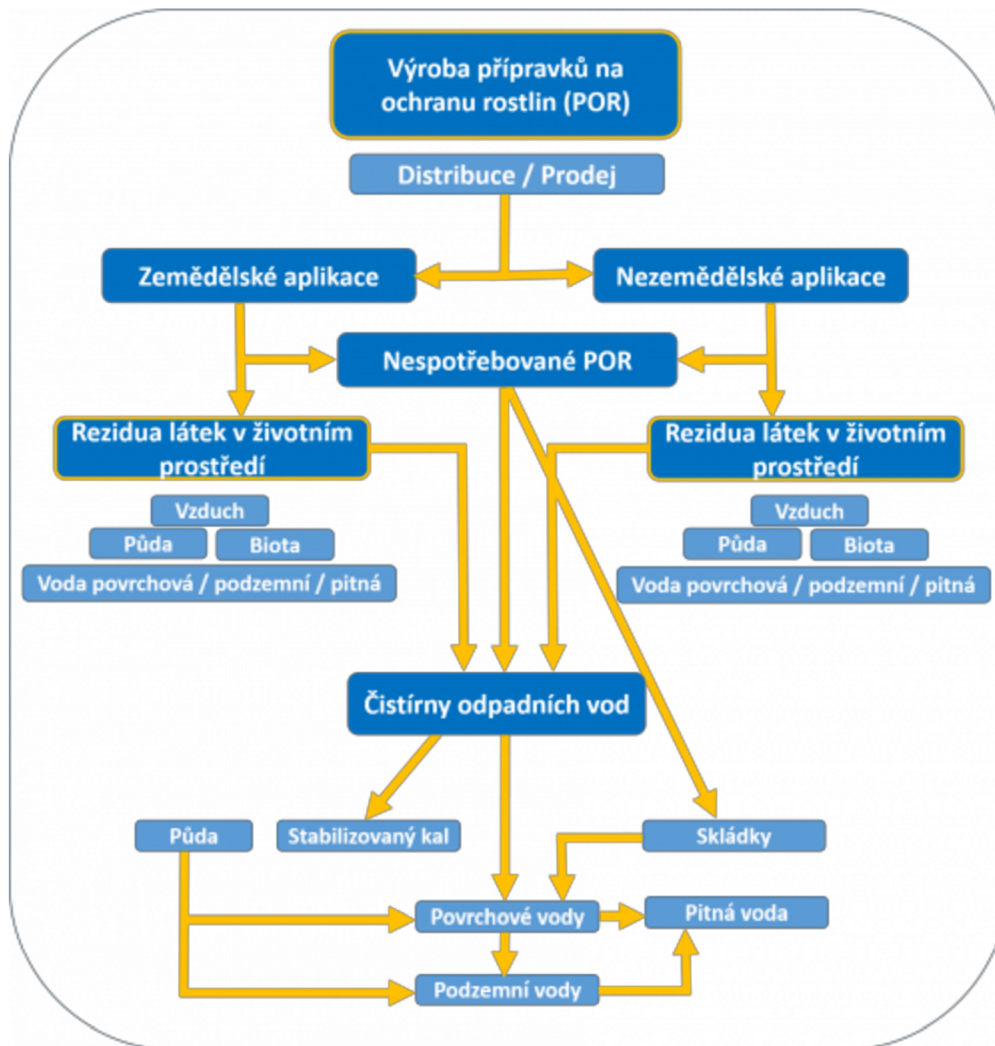 Výroba přípravků na
ochranu rostlin (POR)
Distribuce / Prodej
Zemědělské aplikace
Nezemědělské aplikace
Nespotřebované POR
Rezidua látek v životním
prostředí
Rezidua látek v životním
prostředí
Vzduch
Půda
Biota
Voda povrchová / podzemní / pitná
Vzduch
Půda
Biota
Voda povrchová / podzemní / pitná
Čistírny odpadních vod
Půda
Stabilizovaný kal
Skládky
Povrchové vody
Pitná voda
Podzemní vody